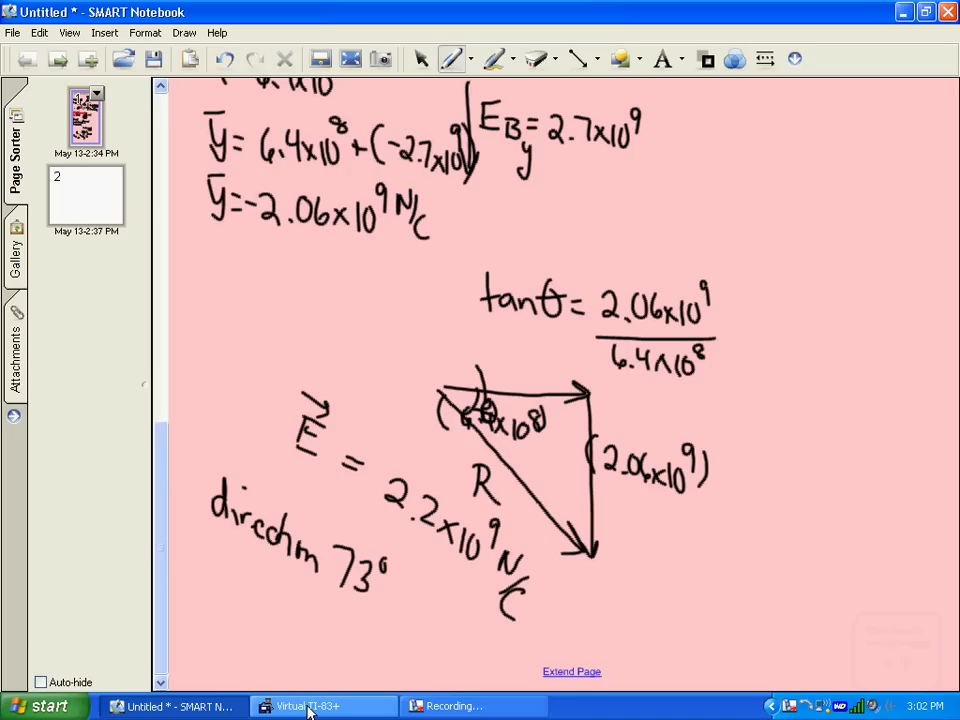 Untitled * - SMART Notebook
File Edit View Insert Format Draw Help
Page Sorter
Gallery
Attachments
May 13-2:34 PM
2
May 13-2:37 PM
y̅ = 6.4x10⁸ + (-2.7x10⁹)
E_By = 2.7x10⁹
y̅ = -2.06x10⁹ N/C
tanθ = 2.06x10⁹
6.4x10⁸
(2.06x10⁹)
E⃗ = 2.2x10⁹ N/C
R
direction 73°
Extend Page
Auto-hide
start
Untitled * - SMART N...
Virtual TI-83+
Recording...
3:02 PM